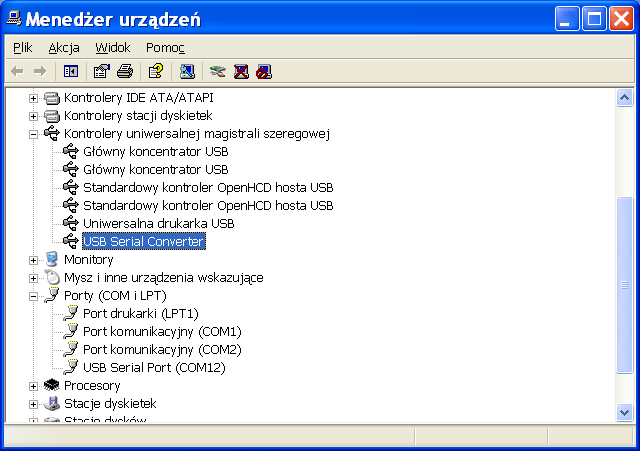 Menedżer urządzeń
Plik Akcja Widok Pomoc
Kontrolery IDE ATA/ATAPI
Kontrolery stacji dyskietek
Kontrolery uniwersalnej magistrali szeregowej
Główny koncentrator USB
Główny koncentrator USB
Standardowy kontroler OpenHCD hosta USB
Standardowy kontroler OpenHCD hosta USB
Uniwersalna drukarka USB
USB Serial Converter
Monitory
Mysz i inne urządzenia wskazujące
Porty (COM i LPT)
Port drukarki (LPT1)
Port komunikacyjny (COM1)
Port komunikacyjny (COM2)
USB Serial Port (COM12)
Procesory
Stacje dyskietek
Stacje dysków